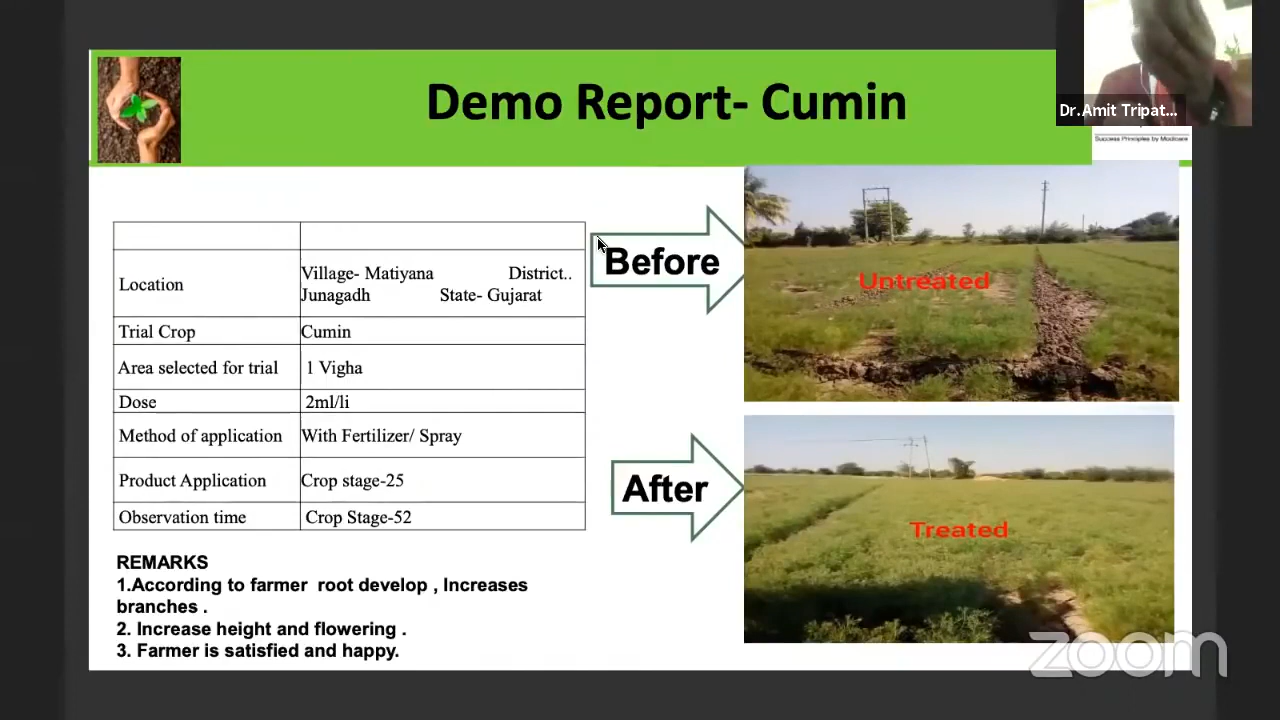 Demo Report- Cumin
Dr.Amit Tripat...
Success Principles by Modicare
Location
Village- Matiyana District..
Junagadh State- Gujarat
Trial Crop Cumin
Area selected for trial 1 Vigha
Dose 2ml/li
Method of application With Fertilizer/ Spray
Product Application Crop stage-25
Observation time Crop Stage-52
REMARKS
1.According to farmer root develop , Increases
branches .
2. Increase height and flowering .
3. Farmer is satisfied and happy.
Before
Untreated
After
Treated
zoom